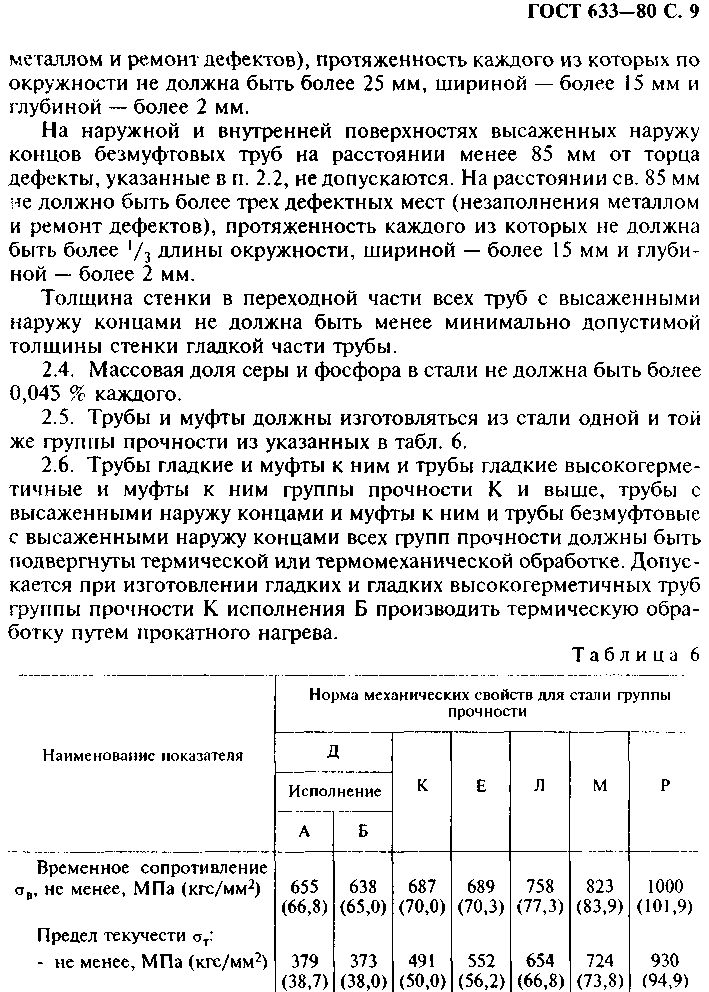 ГОСТ 633—80 С. 9
металлом и ремонт дефектов), протяженность каждого из которых по
окружности не должна быть более 25 мм, шириной — более 15 мм и
глубиной — более 2 мм.
На наружной и внутренней поверхностях высаженных наружу
концов безмуфтовых труб на расстоянии менее 85 мм от торца
дефекты, указанные в п. 2.2, не допускаются. На расстоянии св. 85 мм
не должно быть более трех дефектных мест (незаполнения металлом
и ремонт дефектов), протяженность каждого из которых не должна
быть более 1/3 длины окружности, шириной — более 15 мм и глуби-
ной — более 2 мм.
Толщина стенки в переходной части всех труб с высаженными
наружу концами не должна быть менее минимально допустимой
толщины стенки гладкой части трубы.
2.4. Массовая доля серы и фосфора в стали не должна быть более
0,045 % каждого.
2.5. Трубы и муфты должны изготовляться из стали одной и той
же группы прочности из указанных в табл. 6.
2.6. Трубы гладкие и муфты к ним и трубы гладкие высокогерме-
тичные и муфты к ним группы прочности К и выше, трубы с
высаженными наружу концами и муфты к ним и трубы безмуфтовые
с высаженными наружу концами всех групп прочности должны быть
подвергнуты термической или термомеханической обработке. Допус-
кается при изготовлении гладких и гладких высокогерметичных труб
группы прочности К исполнения Б производить термическую обра-
ботку путем прокатного нагрева.
Таблица 6
Наименование показателя
Норма механических свойств для стали группы
прочности
Д
Исполнение
А Б
К Е Л М Р
Временное сопротивление
σв, не менее, МПа (кгс/мм²) 655 638 687 689 758 823 1000
(66,8) (65,0) (70,0) (70,3) (77,3) (83,9) (101,9)
Предел текучести σт:
- не менее, МПа (кгс/мм²) 379 373 491 552 654 724 930
(38,7) (38,0) (50,0) (56,2) (66,8) (73,8) (94,9)